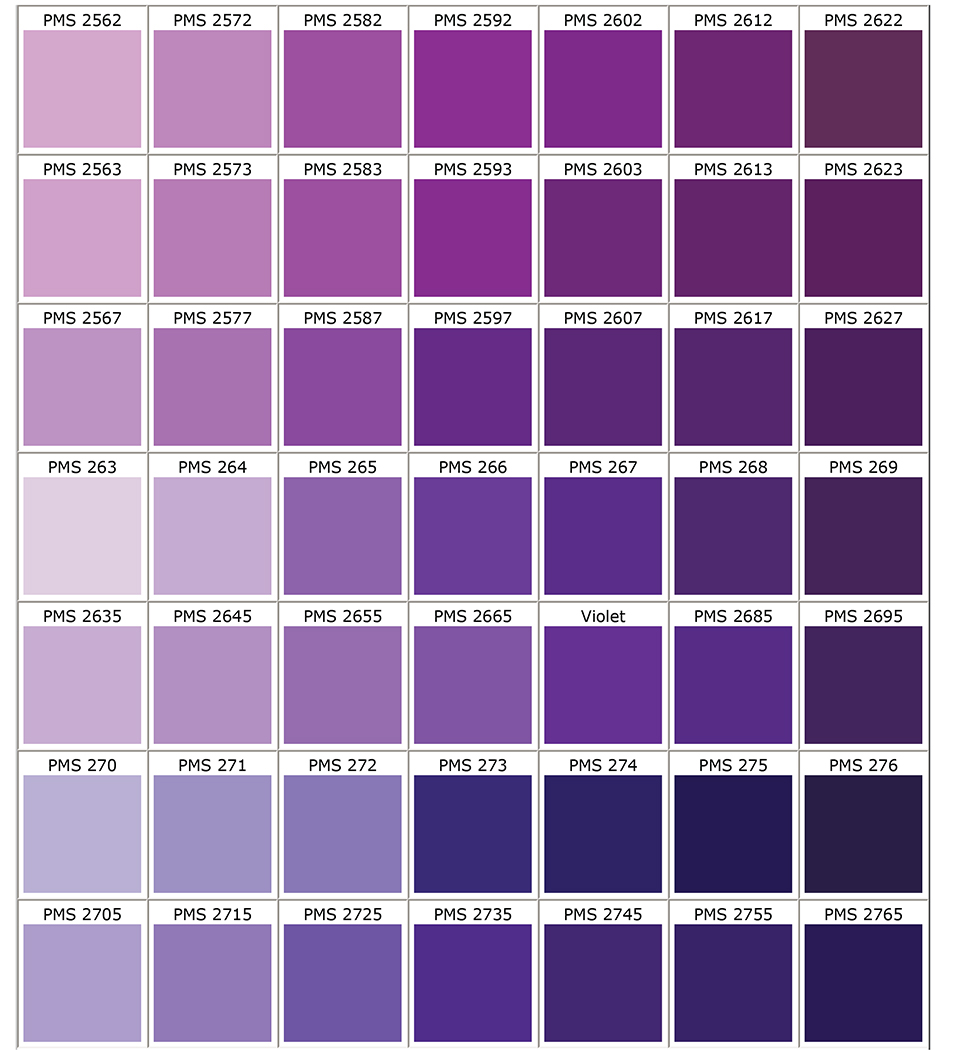 PMS 2562 PMS 2572 PMS 2582 PMS 2592 PMS 2602 PMS 2612 PMS 2622
PMS 2563 PMS 2573 PMS 2583 PMS 2593 PMS 2603 PMS 2613 PMS 2623
PMS 2567 PMS 2577 PMS 2587 PMS 2597 PMS 2607 PMS 2617 PMS 2627
PMS 263 PMS 264 PMS 265 PMS 266 PMS 267 PMS 268 PMS 269
PMS 2635 PMS 2645 PMS 2655 PMS 2665 Violet PMS 2685 PMS 2695
PMS 270 PMS 271 PMS 272 PMS 273 PMS 274 PMS 275 PMS 276
PMS 2705 PMS 2715 PMS 2725 PMS 2735 PMS 2745 PMS 2755 PMS 2765